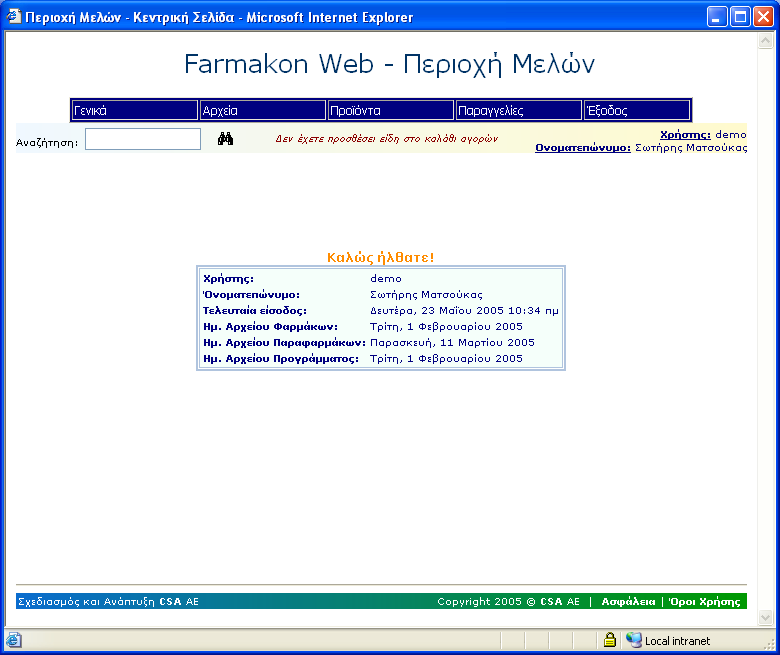 Περιοχή Μελών - Κεντρική Σελίδα - Microsoft Internet Explorer
Farmakon Web - Περιοχή Μελών
Γενικά Αρχεία Προϊόντα Παραγγελίες Έξοδος
Αναζήτηση: Δεν έχετε προσθέσει είδη στο καλάθι αγορών Χρήστης: demo
Ονοματεπώνυμο: Σωτήρης Ματσούκας
Καλώς ήλθατε!
Χρήστης: demo
Όνοματεπώνυμο: Σωτήρης Ματσούκας
Τελευταία είσοδος: Δευτέρα, 23 Μαΐου 2005 10:34 πμ
Ημ. Αρχείου Φαρμάκων: Τρίτη, 1 Φεβρουαρίου 2005
Ημ. Αρχείου Παραφαρμάκων: Παρασκευή, 11 Μαρτίου 2005
Ημ. Αρχείου Προγράμματος: Τρίτη, 1 Φεβρουαρίου 2005
Σχεδιασμός και Ανάπτυξη CSA AE Copyright 2005 © CSA AE | Ασφάλεια | Όροι Χρήσης
Local intranet